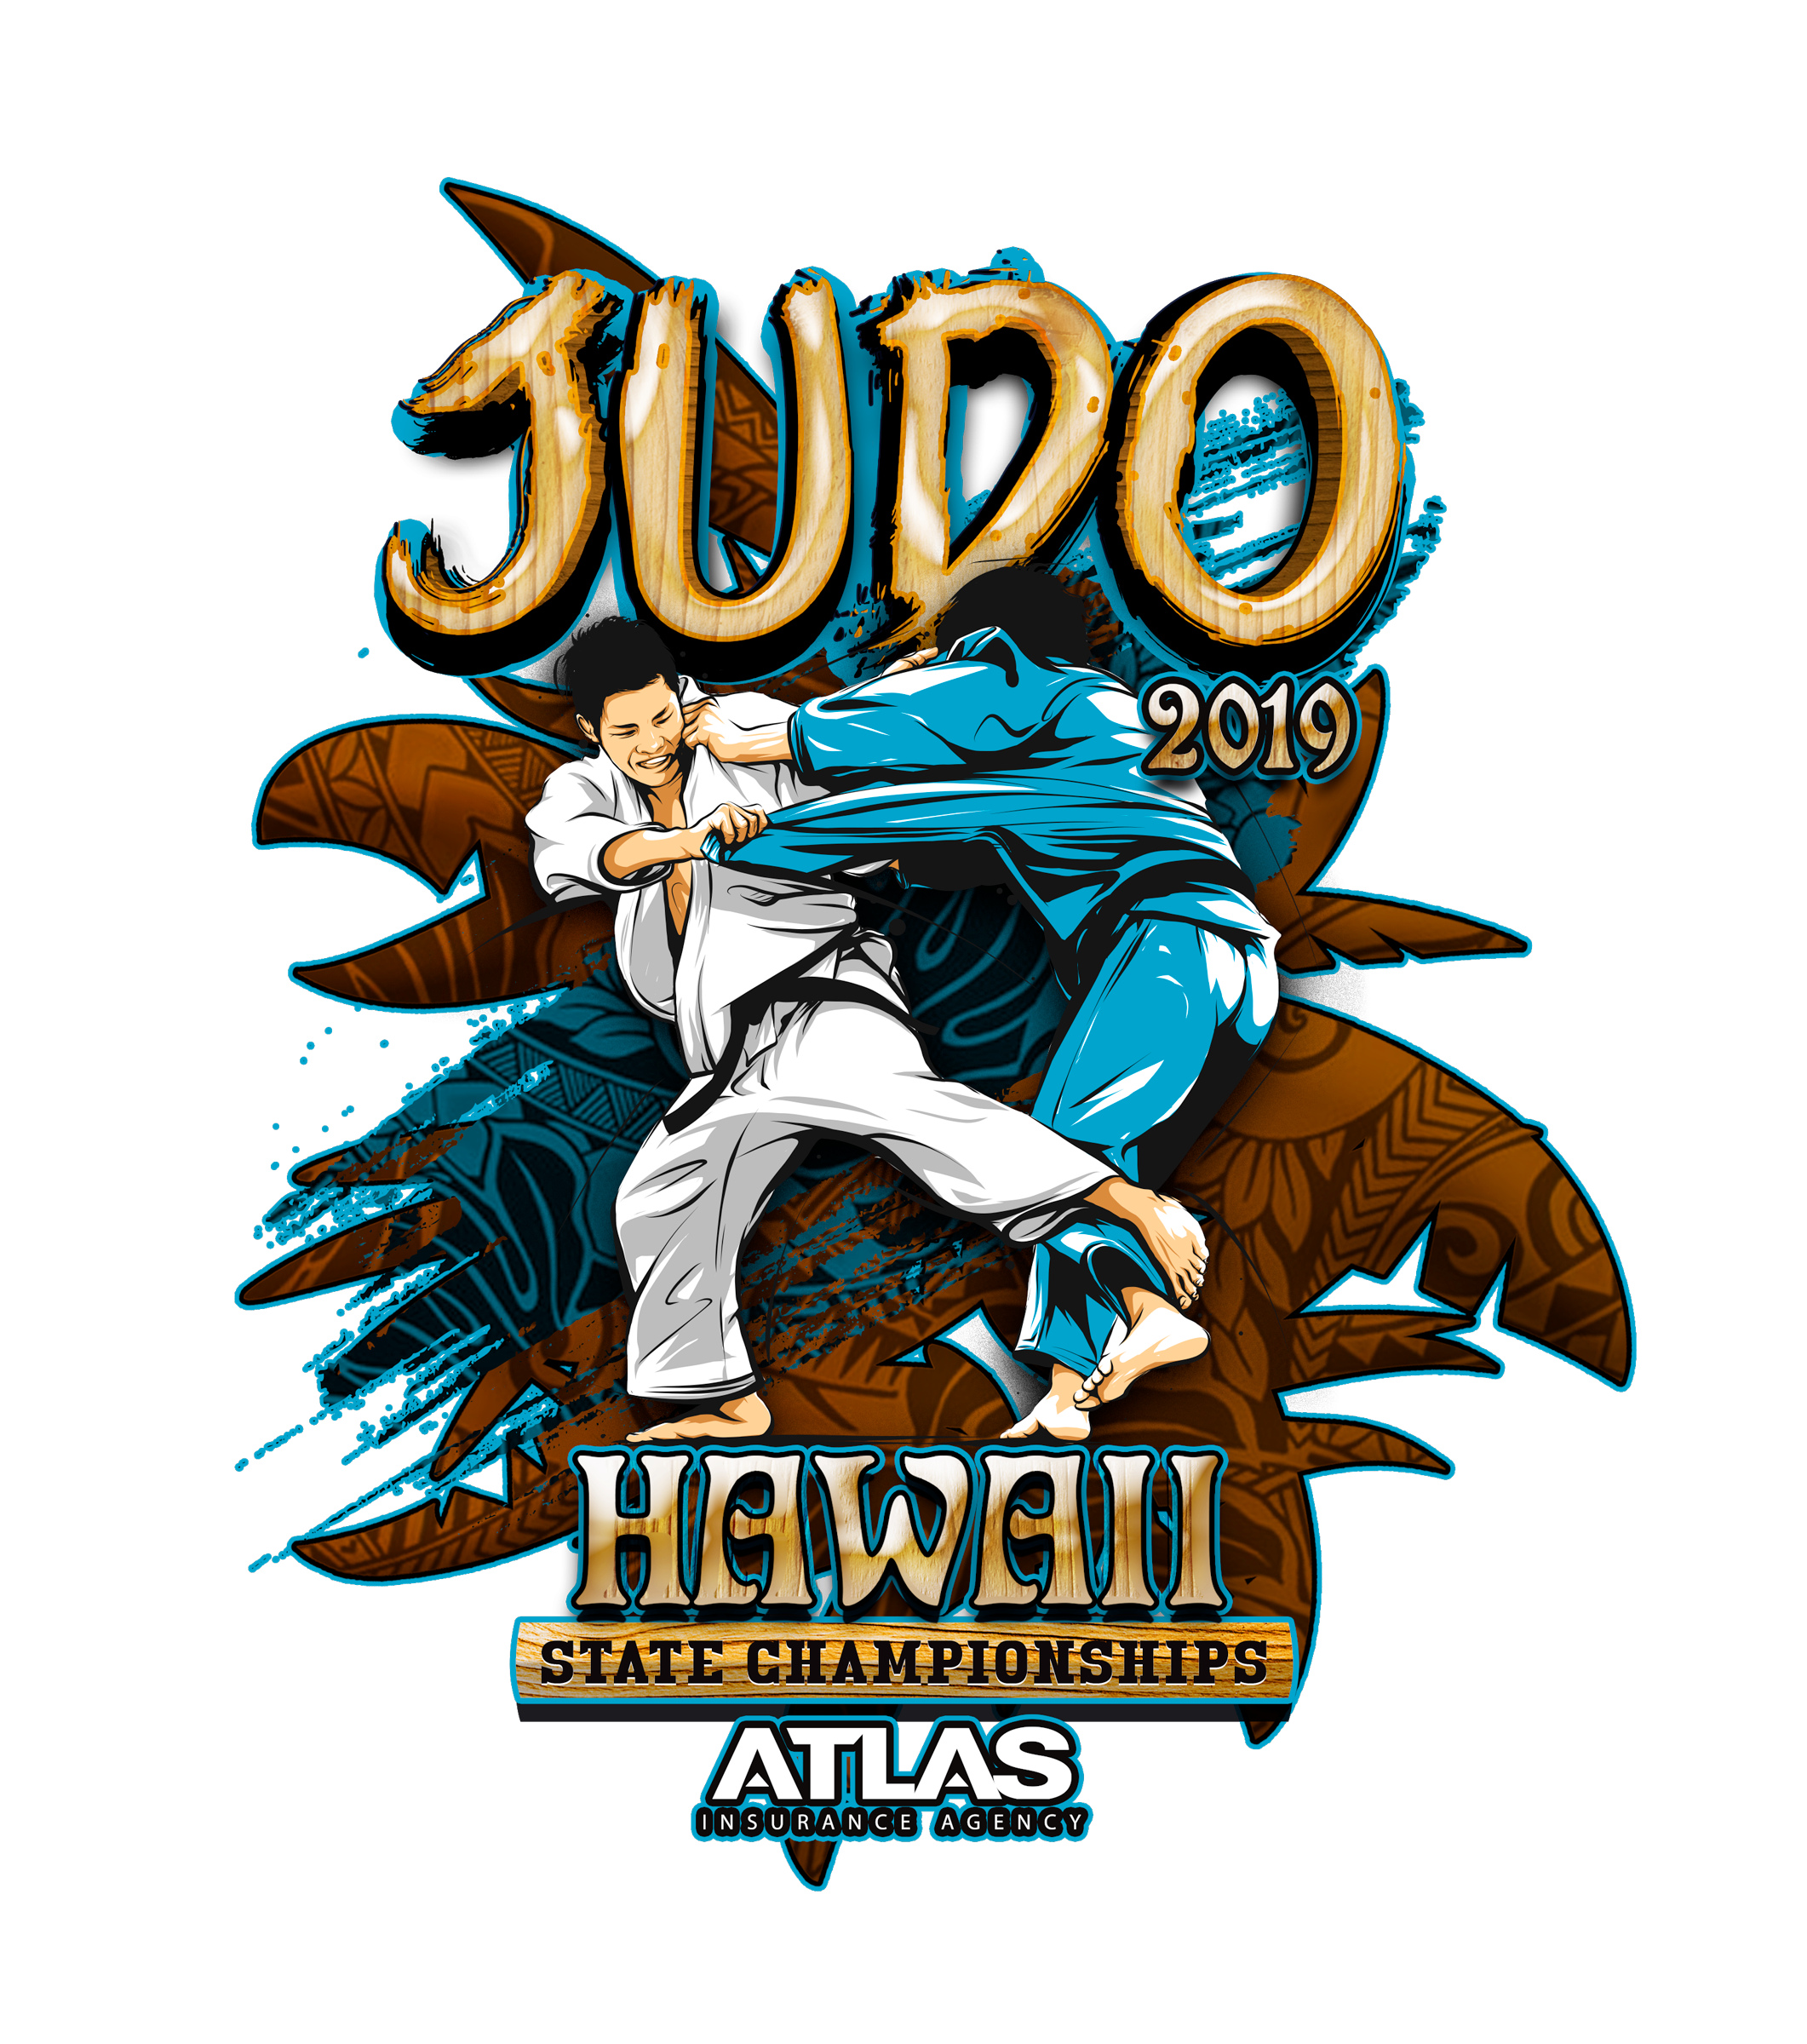 JUDO
2019
HAWAII
STATE CHAMPIONSHIPS
ATLAS
INSURANCE AGENCY